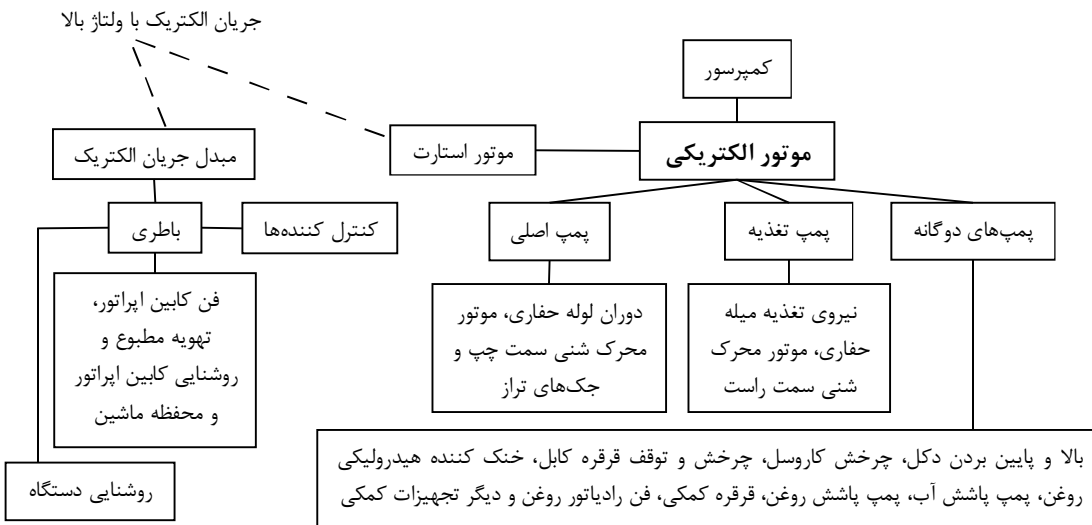 جریان الکتریک با ولتاژ بالا
کمپرسور
موتور الکتریکی
موتور استارت
مبدل جریان الکتریک
پمپ‌های دوگانه
پمپ تغذیه
پمپ اصلی
کنترل کننده‌ها
باطری
نیروی تغذیه میله
حفاری، موتور محرک
شنی سمت راست
دوران لوله حفاری، موتور
محرک شنی سمت چپ و
جک‌های تراز
فن کابین اپراتور،
تهویه مطبوع و
روشنایی کابین اپراتور
و محفظه ماشین
بالا و پایین بردن دکل، چرخش کاروسل، چرخش و توقف قرقره کابل، خنک کننده هیدرولیکی
روغن، پمپ پاشش آب، پمپ پاشش روغن، قرقره کمکی، فن رادیاتور روغن و دیگر تجهیزات کمکی
روشنایی دستگاه